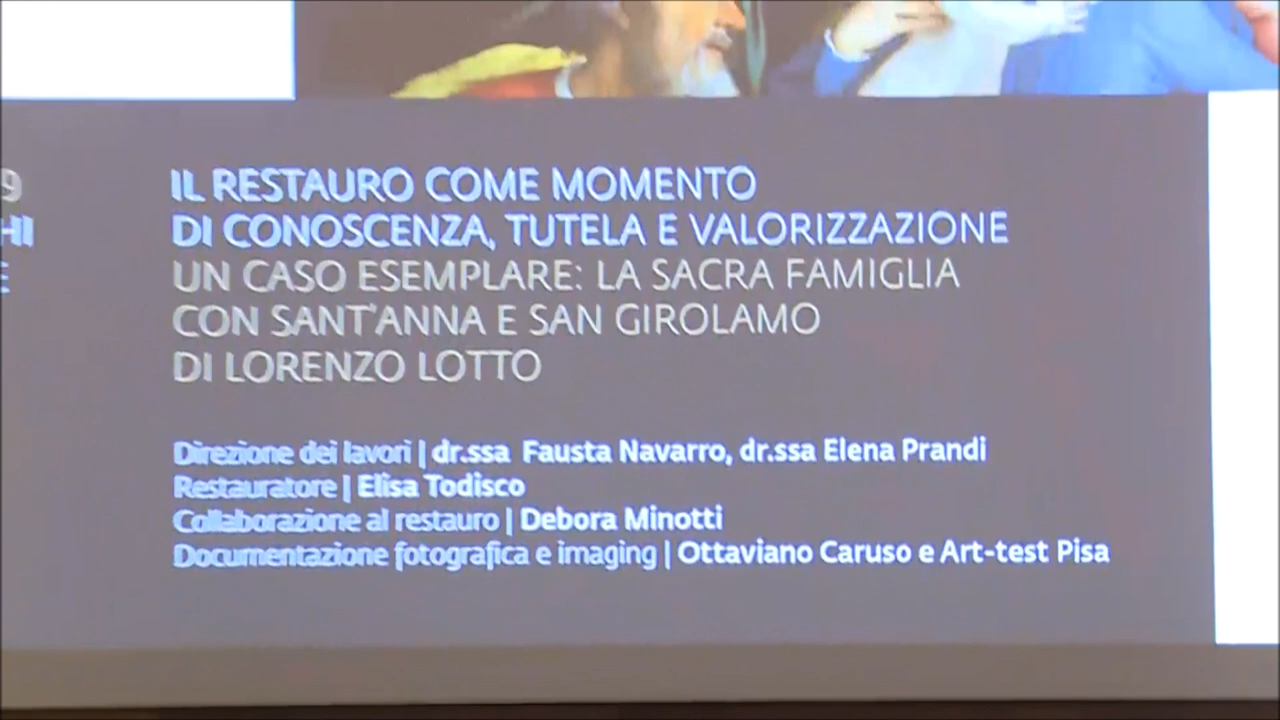 9
HI
E
IL RESTAURO COME MOMENTO
DI CONOSCENZA, TUTELA E VALORIZZAZIONE
UN CASO ESEMPLARE: LA SACRA FAMIGLIA
CON SANT'ANNA E SAN GIROLAMO
DI LORENZO LOTTO
Direzione dei lavori | dr.ssa Fausta Navarro, dr.ssa Elena Prandi
Restauratore | Elisa Todisco
Collaborazione al restauro | Debora Minotti
Documentazione fotografica e imaging | Ottaviano Caruso e Art-test Pisa